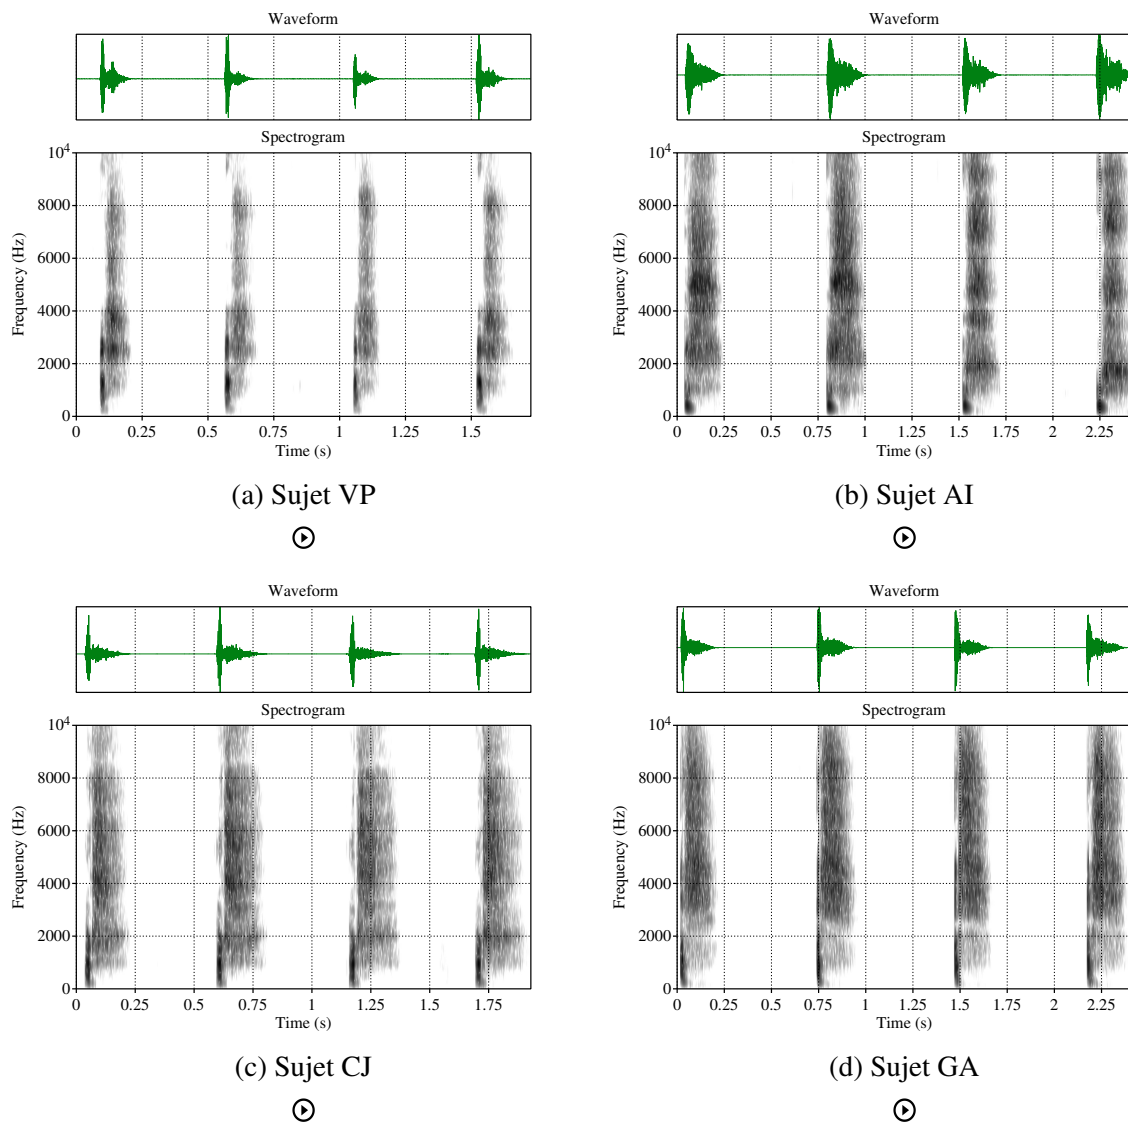 Waveform
Spectrogram
10^4
8000
6000
4000
2000
0
Frequency (Hz)
0 0.25 0.5 0.75 1 1.25 1.5
Time (s)
(a) Sujet VP
Waveform
Spectrogram
10^4
8000
6000
4000
2000
0
Frequency (Hz)
0 0.25 0.5 0.75 1 1.25 1.5 1.75 2 2.25
Time (s)
(b) Sujet AI
Waveform
Spectrogram
10^4
8000
6000
4000
2000
0
Frequency (Hz)
0 0.25 0.5 0.75 1 1.25 1.5 1.75
Time (s)
(c) Sujet CJ
Waveform
Spectrogram
10^4
8000
6000
4000
2000
0
Frequency (Hz)
0 0.25 0.5 0.75 1 1.25 1.5 1.75 2 2.25
Time (s)
(d) Sujet GA